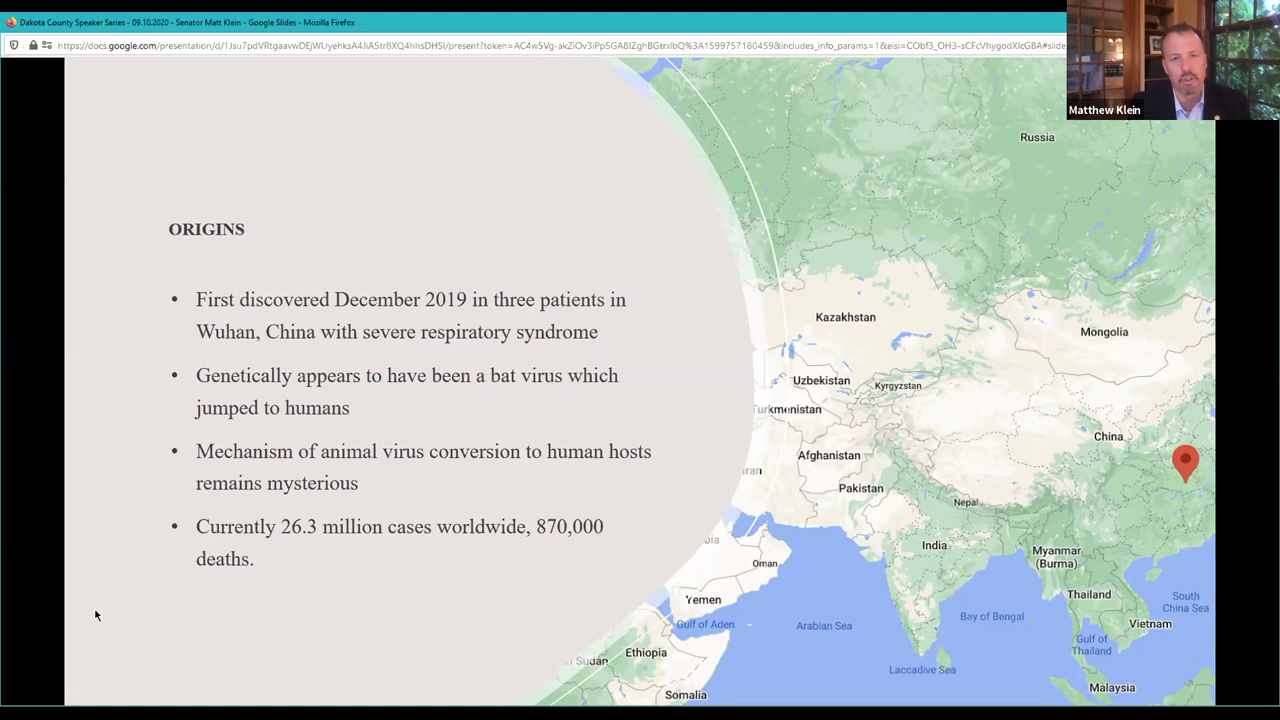 Dakota County Speaker Series - 09.10.2020 - Senator Matt Klein - Google Slides - Mozilla Firefox
Matthew Klein
Russia
ORIGINS
• First discovered December 2019 in three patients in
Wuhan, China with severe respiratory syndrome
• Genetically appears to have been a bat virus which
jumped to humans
• Mechanism of animal virus conversion to human hosts
remains mysterious
• Currently 26.3 million cases worldwide, 870,000
deaths.
Kazakhstan
Mongolia
Uzbekistan
Kyrgyzstan
Turkmenistan
China
Afghanistan
Iran
Pakistan
Nepal
India
Myanmar
(Burma)
Oman
Thailand
Yemen
South
China Sea
Gulf of Aden
Arabian Sea
Bay of Bengal
Vietnam
Gulf of
Thailand
Ethiopia
Sudan
Laccadive Sea
Somalia
Malaysia